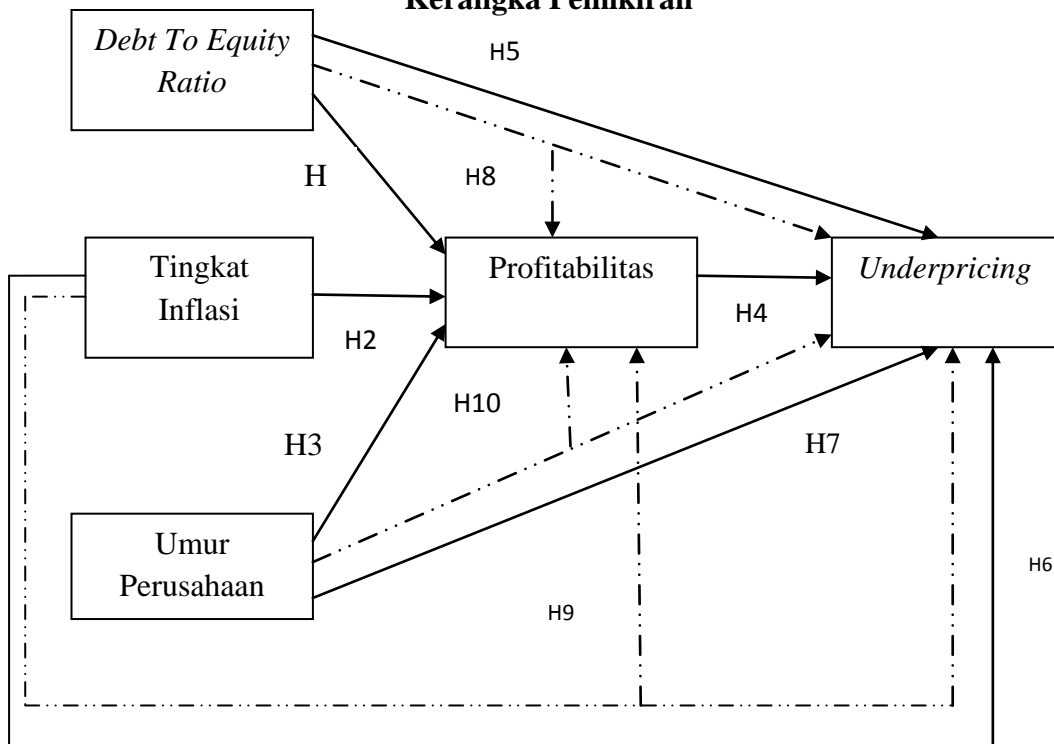 Kerangka Pemikiran
Debt To Equity
Ratio
H5
H
H8
Tingkat
Inflasi
Profitabilitas
Underpricing
H2
H4
H10
H3
H7
Umur
Perusahaan
H9
H6